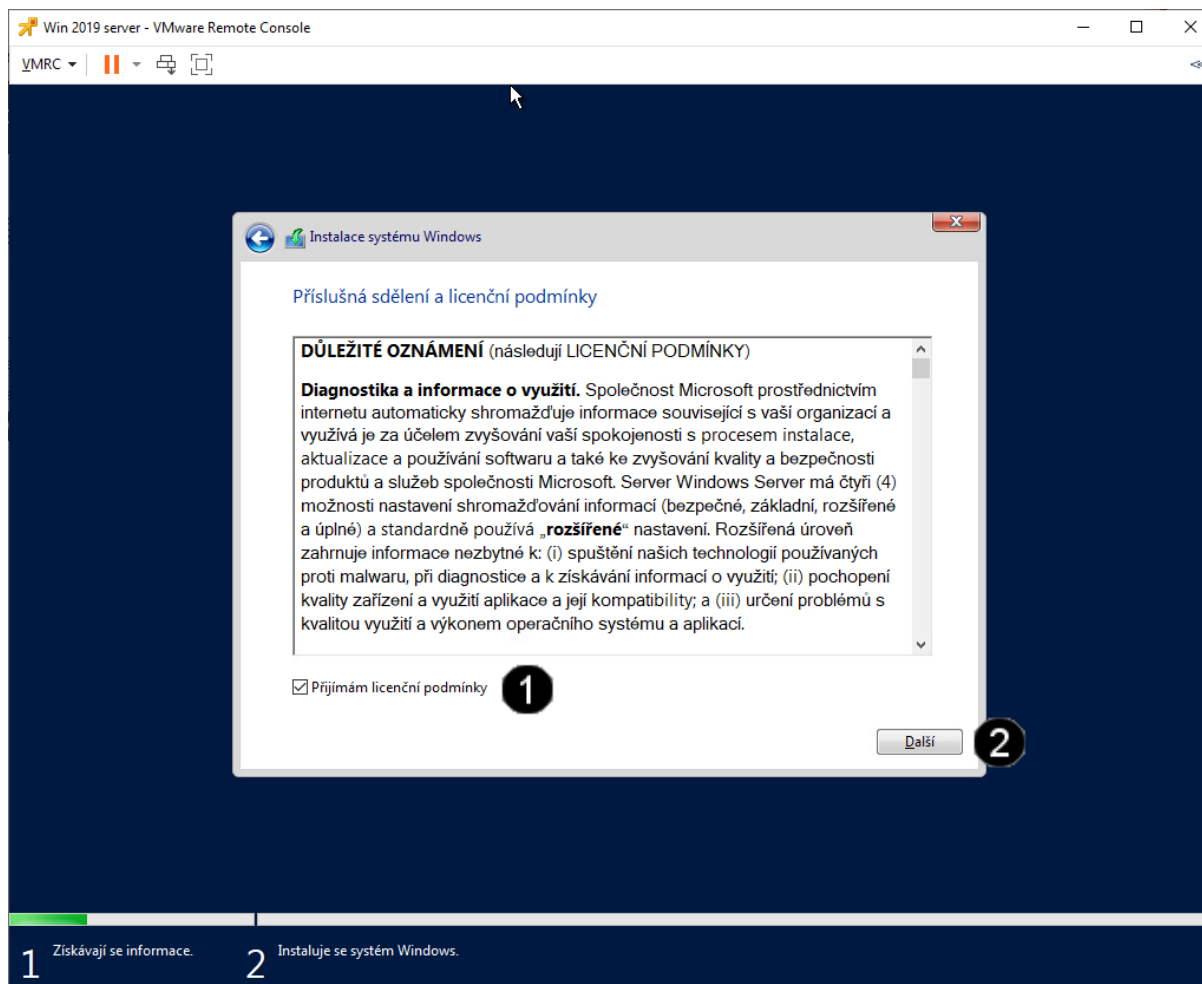 Win 2019 server - VMware Remote Console
VMRC
Instalace systému Windows
Příslušná sdělení a licenční podmínky
DŮLEŽITÉ OZNÁMENÍ (následují LICENČNÍ PODMÍNKY)
Diagnostika a informace o využití. Společnost Microsoft prostřednictvím
internetu automaticky shromažďuje informace související s vaší organizací a
využívá je za účelem zvyšování vaší spokojenosti s procesem instalace,
aktualizace a používání softwaru a také ke zvyšování kvality a bezpečnosti
produktů a služeb společnosti Microsoft. Server Windows Server má čtyři (4)
možnosti nastavení shromažďování informací (bezpečné, základní, rozšířené
a úplné) a standardně používá „rozšířené“ nastavení. Rozšířená úroveň
zahrnuje informace nezbytné k: (i) spuštění našich technologií používaných
proti malwaru, při diagnostice a k získávání informací o využití; (ii) pochopení
kvality zařízení a využití aplikace a její kompatibility; a (iii) určení problémů s
kvalitou využití a výkonem operačního systému a aplikací.
Přijímám licenční podmínky 1
Další 2
1 Získávají se informace. 2 Instaluje se systém Windows.